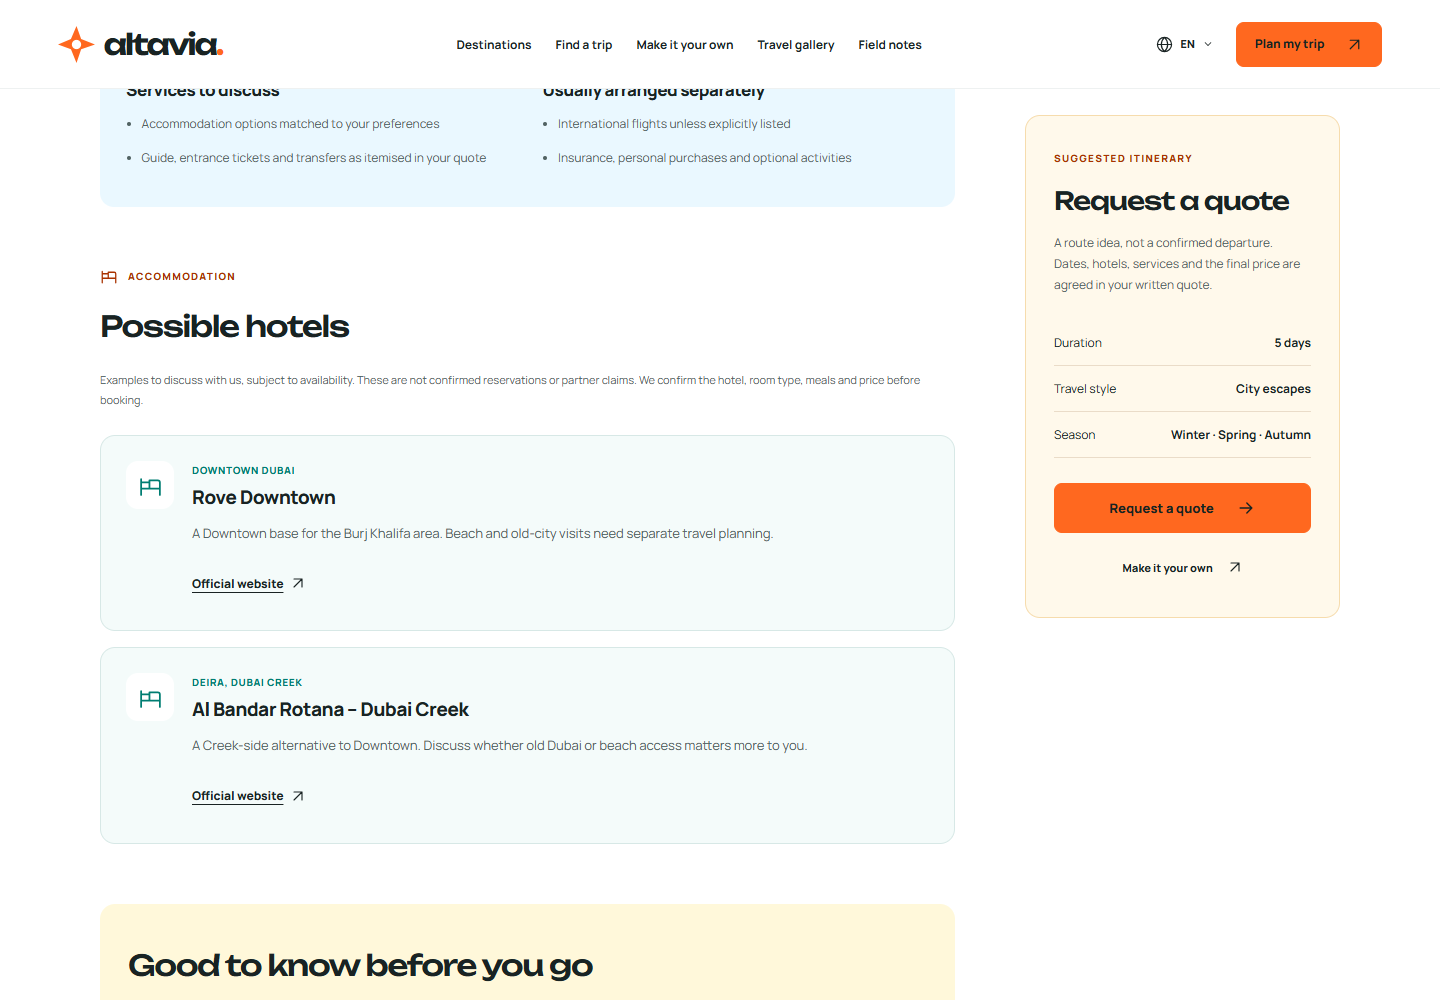 altavia.
Destinations
Find a trip
Make it your own
Travel gallery
Field notes
EN
Plan my trip
Services to discuss
Accommodation options matched to your preferences
Guide, entrance tickets and transfers as itemised in your quote
Usually arranged separately
International flights unless explicitly listed
Insurance, personal purchases and optional activities
ACCOMMODATION
Possible hotels
Examples to discuss with us, subject to availability. These are not confirmed reservations or partner claims. We confirm the hotel, room type, meals and price before
booking.
DOWNTOWN DUBAI
Rove Downtown
A Downtown base for the Burj Khalifa area. Beach and old-city visits need separate travel planning.
Official website
DEIRA, DUBAI CREEK
Al Bandar Rotana – Dubai Creek
A Creek-side alternative to Downtown. Discuss whether old Dubai or beach access matters more to you.
Official website
Good to know before you go
SUGGESTED ITINERARY
Request a quote
A route idea, not a confirmed departure.
Dates, hotels, services and the final price are
agreed in your written quote.
Duration 5 days
Travel style City escapes
Season Winter · Spring · Autumn
Request a quote
Make it your own